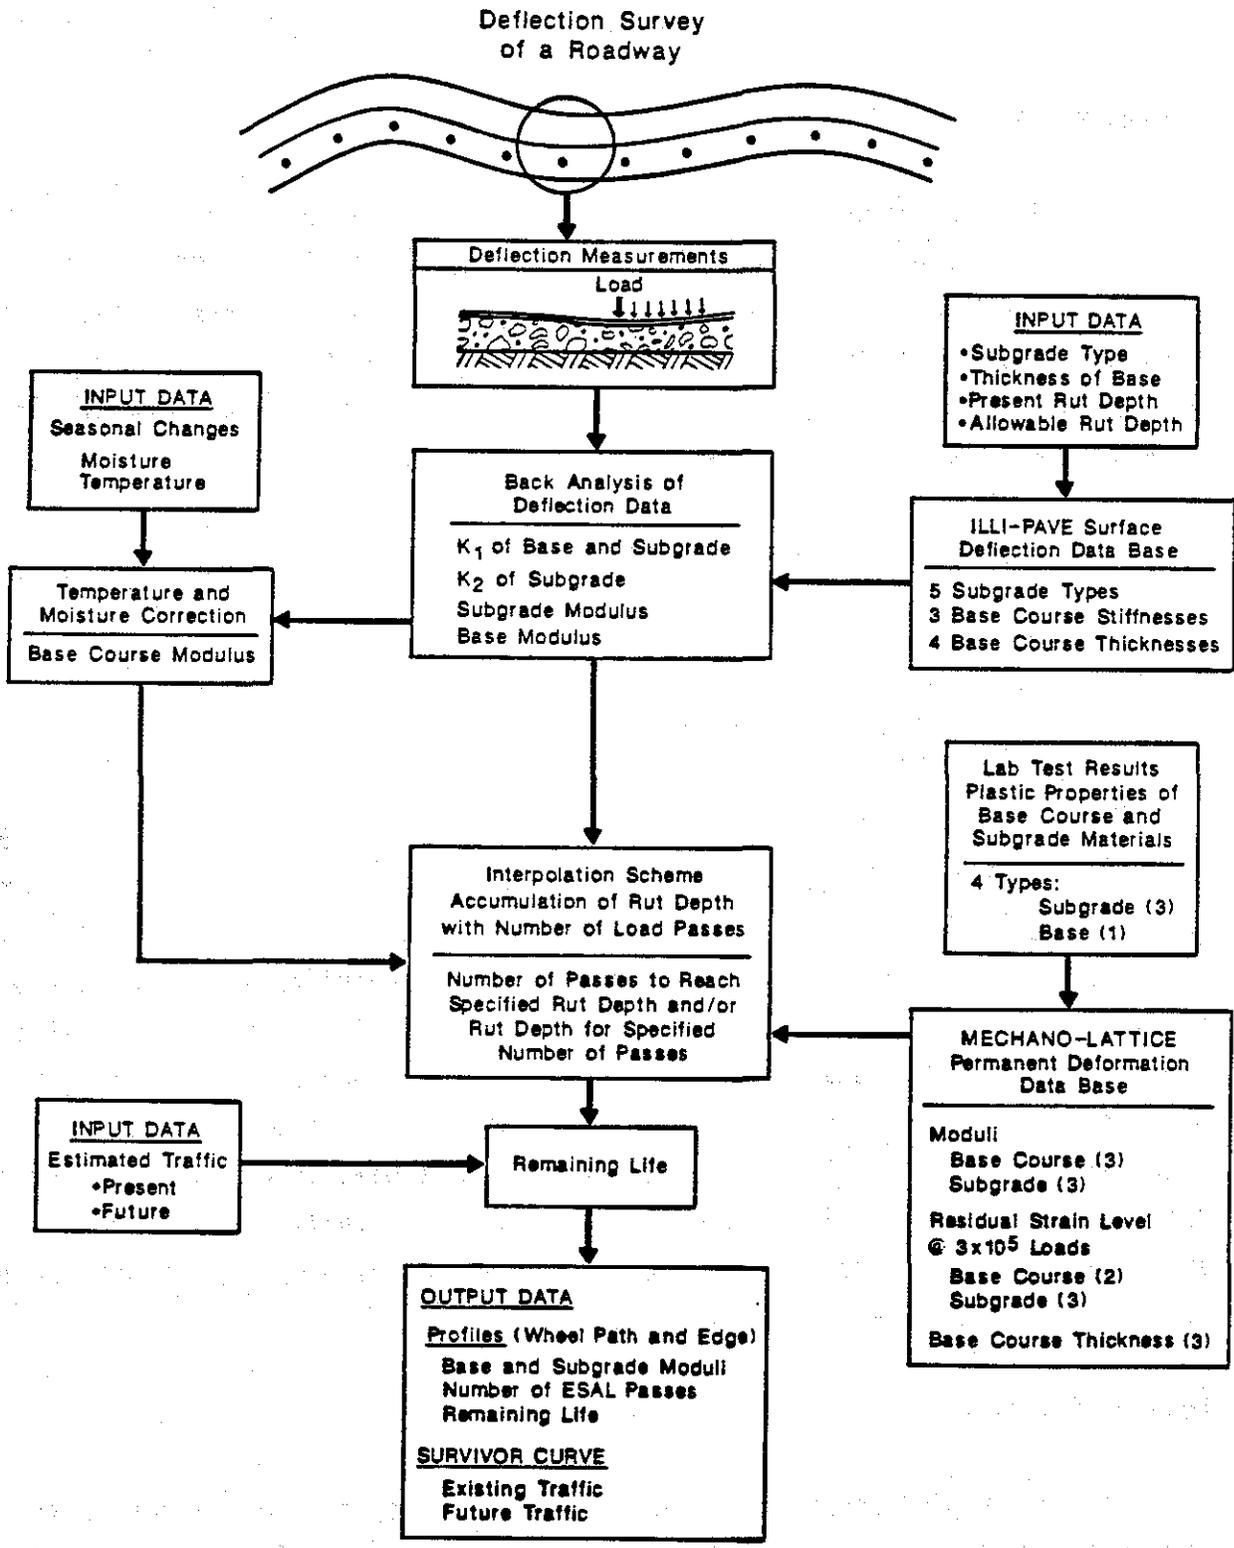 Deflection Survey
of a Roadway
Deflection Measurements
Load
INPUT DATA
•Subgrade Type
•Thickness of Base
•Present Rut Depth
•Allowable Rut Depth
INPUT DATA
Seasonal Changes
Moisture
Temperature
Back Analysis of
Deflection Data
K1 of Base and Subgrade
K2 of Subgrade
Subgrade Modulus
Base Modulus
ILLI-PAVE Surface
Deflection Data Base
5 Subgrade Types
3 Base Course Stiffnesses
4 Base Course Thicknesses
Temperature and
Moisture Correction
Base Course Modulus
Lab Test Results
Plastic Properties of
Base Course and
Subgrade Materials
4 Types:
Subgrade (3)
Base (1)
Interpolation Scheme
Accumulation of Rut Depth
with Number of Load Passes
Number of Passes to Reach
Specified Rut Depth and/or
Rut Depth for Specified
Number of Passes
MECHANO-LATTICE
Permanent Deformation
Data Base
Moduli
Base Course (3)
Subgrade (3)
Residual Strain Level
@ 3x10^5 Loads
Base Course (2)
Subgrade (3)
Base Course Thickness (3)
INPUT DATA
Estimated Traffic
•Present
•Future
Remaining Life
OUTPUT DATA
Profiles (Wheel Path and Edge)
Base and Subgrade Moduli
Number of ESAL Passes
Remaining Life
SURVIVOR CURVE
Existing Traffic
Future Traffic